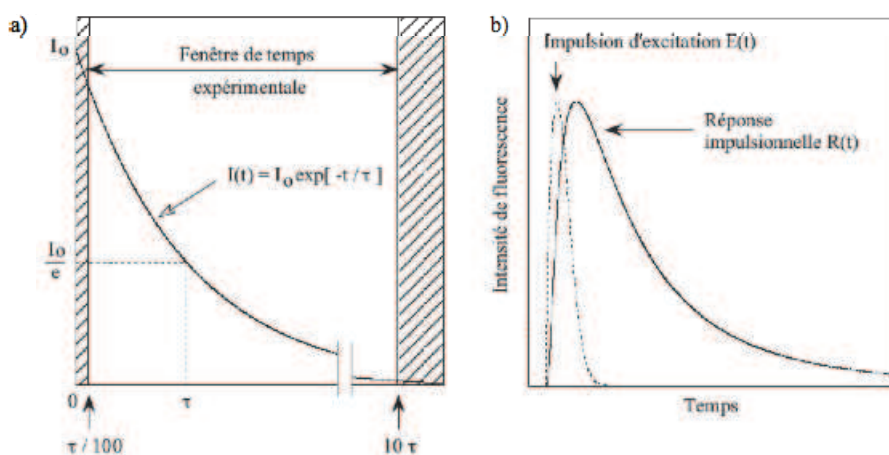 a)
I₀
Fenêtre de temps
expérimentale
I(t) = I₀ exp[ -t / τ ]
I₀
e
0
τ
τ / 100
10 τ
b)
Impulsion d'excitation E(t)
Réponse
impulsionnelle R(t)
Intensité de fluorescence
Temps